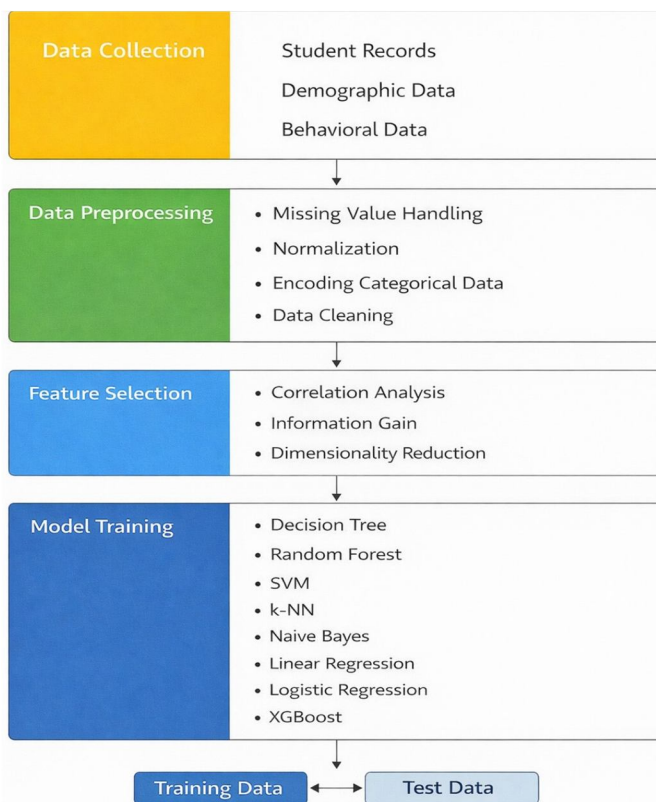 Data Collection
Student Records
Demographic Data
Behavioral Data
Data Preprocessing
• Missing Value Handling
• Normalization
• Encoding Categorical Data
• Data Cleaning
Feature Selection
• Correlation Analysis
• Information Gain
• Dimensionality Reduction
Model Training
• Decision Tree
• Random Forest
• SVM
• k-NN
• Naive Bayes
• Linear Regression
• Logistic Regression
• XGBoost
Training Data
Test Data